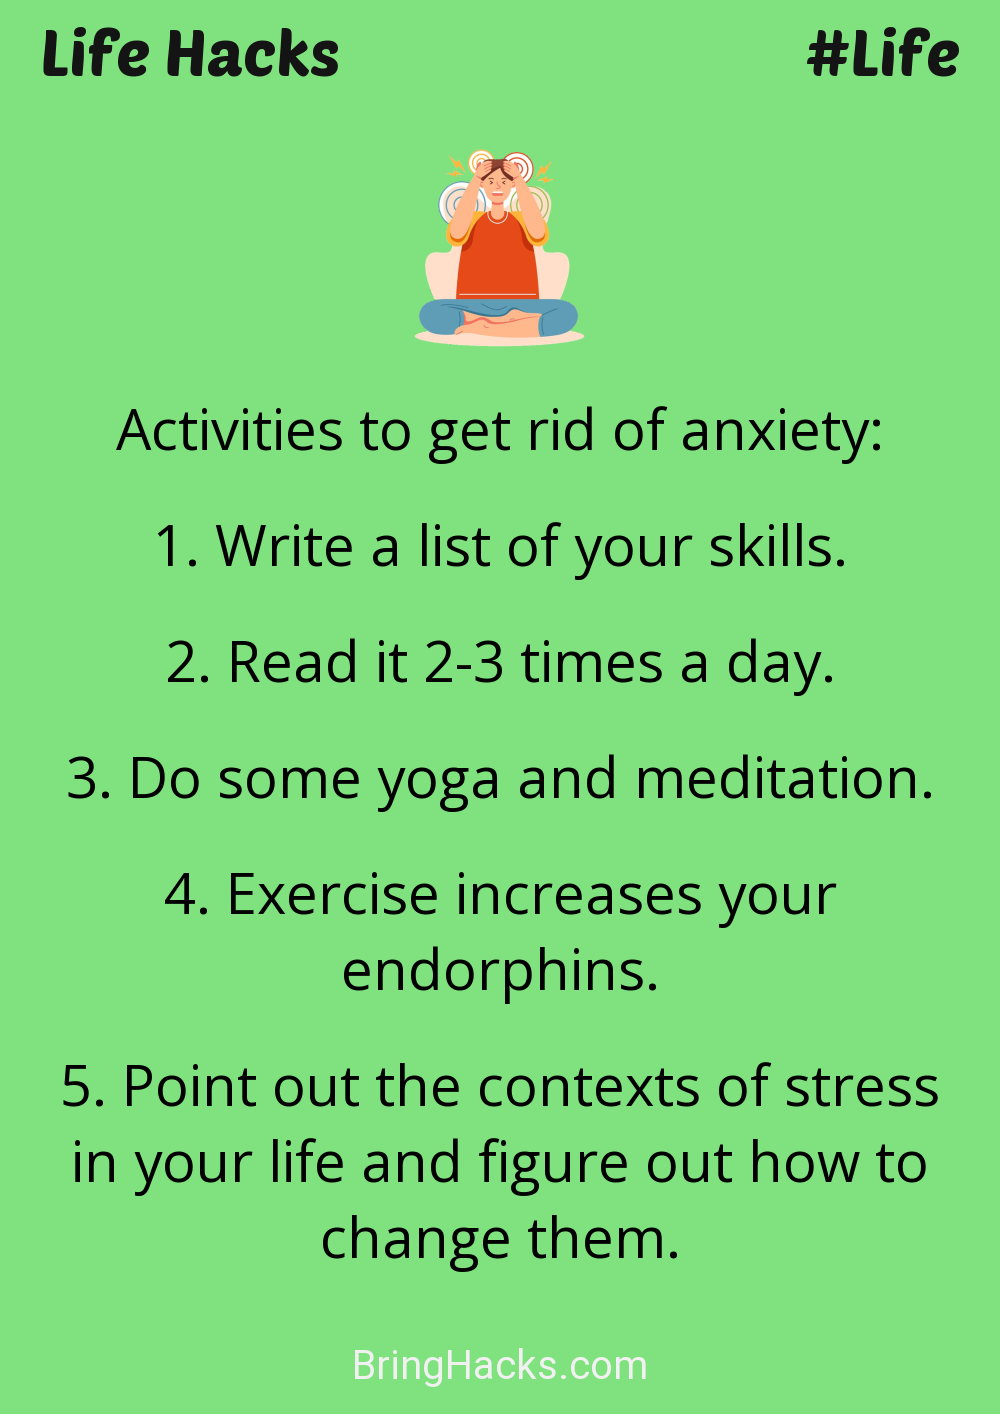 Life Hacks
#Life
Activities to get rid of anxiety:
1. Write a list of your skills.
2. Read it 2-3 times a day.
3. Do some yoga and meditation.
4. Exercise increases your
endorphins.
5. Point out the contexts of stress
in your life and figure out how to
change them.
BringHacks.com